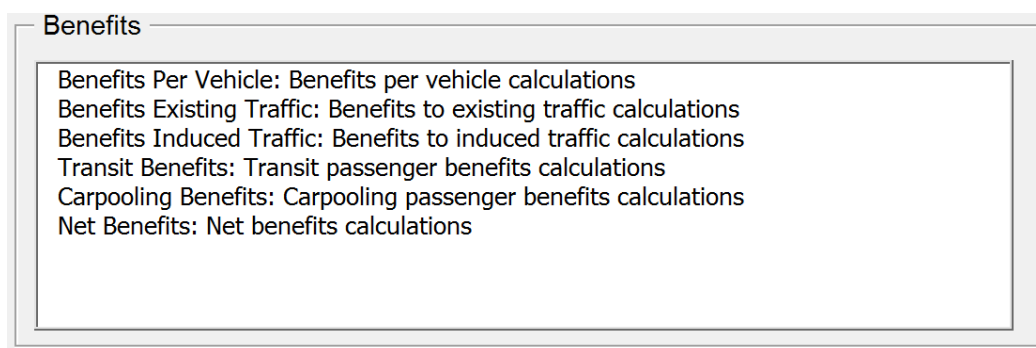 Benefits
Benefits Per Vehicle: Benefits per vehicle calculations
Benefits Existing Traffic: Benefits to existing traffic calculations
Benefits Induced Traffic: Benefits to induced traffic calculations
Transit Benefits: Transit passenger benefits calculations
Carpooling Benefits: Carpooling passenger benefits calculations
Net Benefits: Net benefits calculations